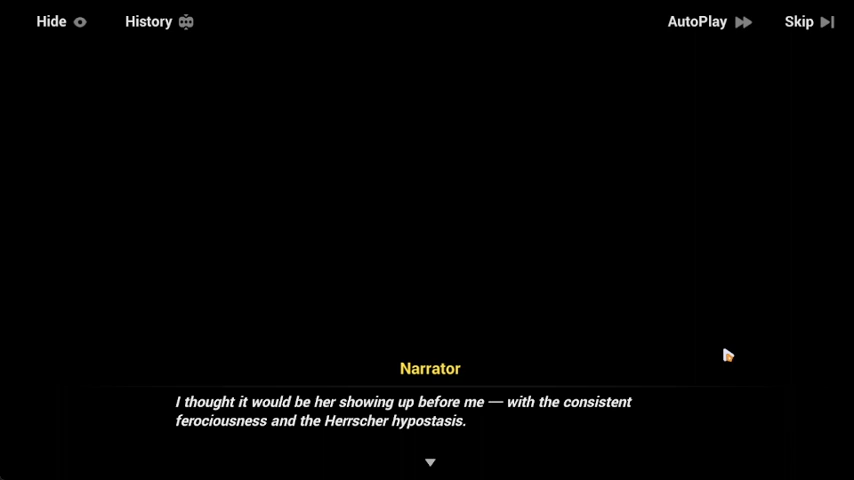 Hide
History
AutoPlay
Skip
Narrator
I thought it would be her showing up before me — with the consistent
ferociousness and the Herrscher hypostasis.